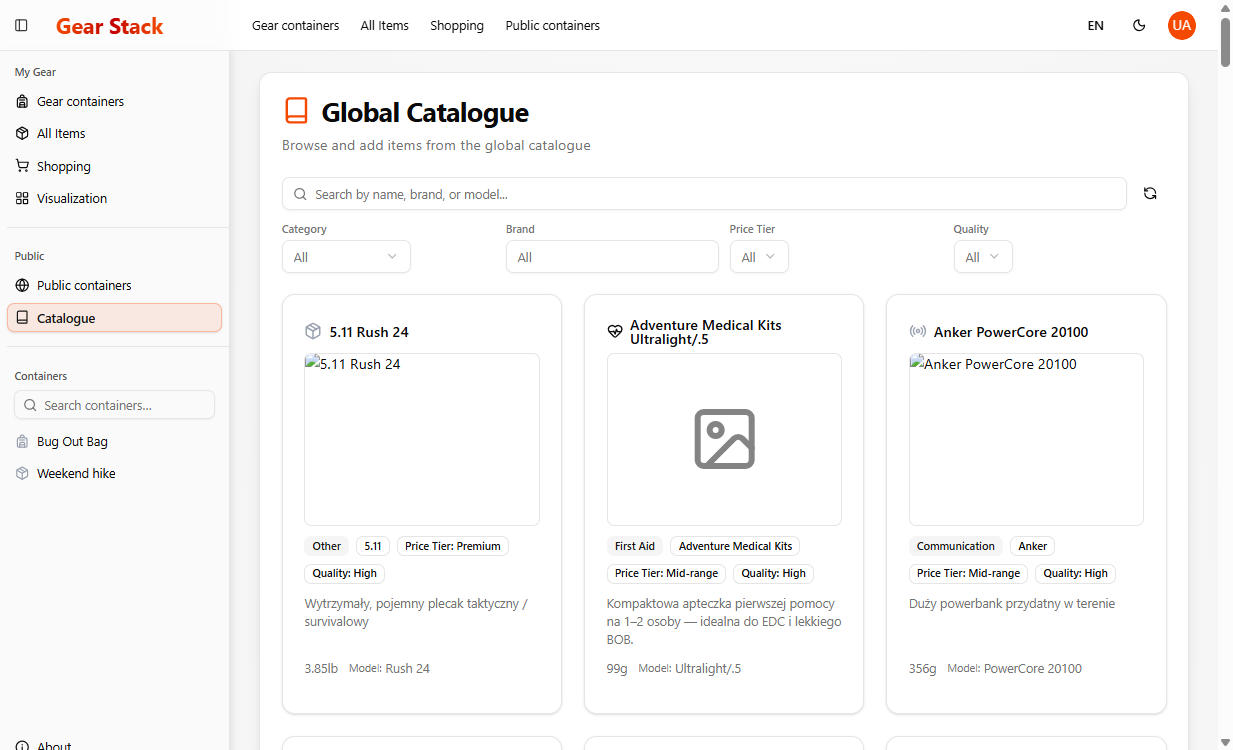 Gear Stack
Gear containers
All Items
Shopping
Public containers
EN
UA
My Gear
Gear containers
All Items
Shopping
Visualization
Public
Public containers
Catalogue
Containers
Search containers...
Bug Out Bag
Weekend hike
About
Global Catalogue
Browse and add items from the global catalogue
Search by name, brand, or model...
Category
Brand
Price Tier
Quality
All
All
All
All
5.11 Rush 24
5.11 Rush 24
Other
5.11
Price Tier: Premium
Quality: High
Wytrzymały, pojemny plecak taktyczny /
survivalowy
3.85lb
Model: Rush 24
Adventure Medical Kits
Ultralight/.5
First Aid
Adventure Medical Kits
Price Tier: Mid-range
Quality: High
Kompaktowa apteczka pierwszej pomocy
na 1–2 osoby — idealna do EDC i lekkiego
BOB.
99g
Model: Ultralight/.5
Anker PowerCore 20100
Anker PowerCore 20100
Communication
Anker
Price Tier: Mid-range
Quality: High
Duży powerbank przydatny w terenie
356g
Model: PowerCore 20100